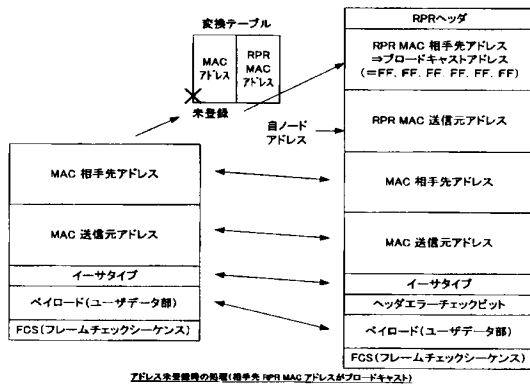 変換テーブル
MAC
アドレス
RPR
MAC
アドレス
未登録
自ノード
アドレス
MAC 相手先アドレス
MAC 送信元アドレス
イーサタイプ
ペイロード(ユーザデータ部)
FCS(フレームチェックシーケンス)
RPRヘッダ
RPR MAC 相手先アドレス
⇒ブロードキャストアドレス
(=FF, FF, FF, FF, FF, FF)
RPR MAC 送信元アドレス
MAC 相手先アドレス
MAC 送信元アドレス
イーサタイプ
ヘッダエラーチェックビット
ペイロード(ユーザデータ部)
FCS(フレームチェックシーケンス)
アドレス未登録時の処理(相手先 RPR MAC アドレスがブロードキャスト)